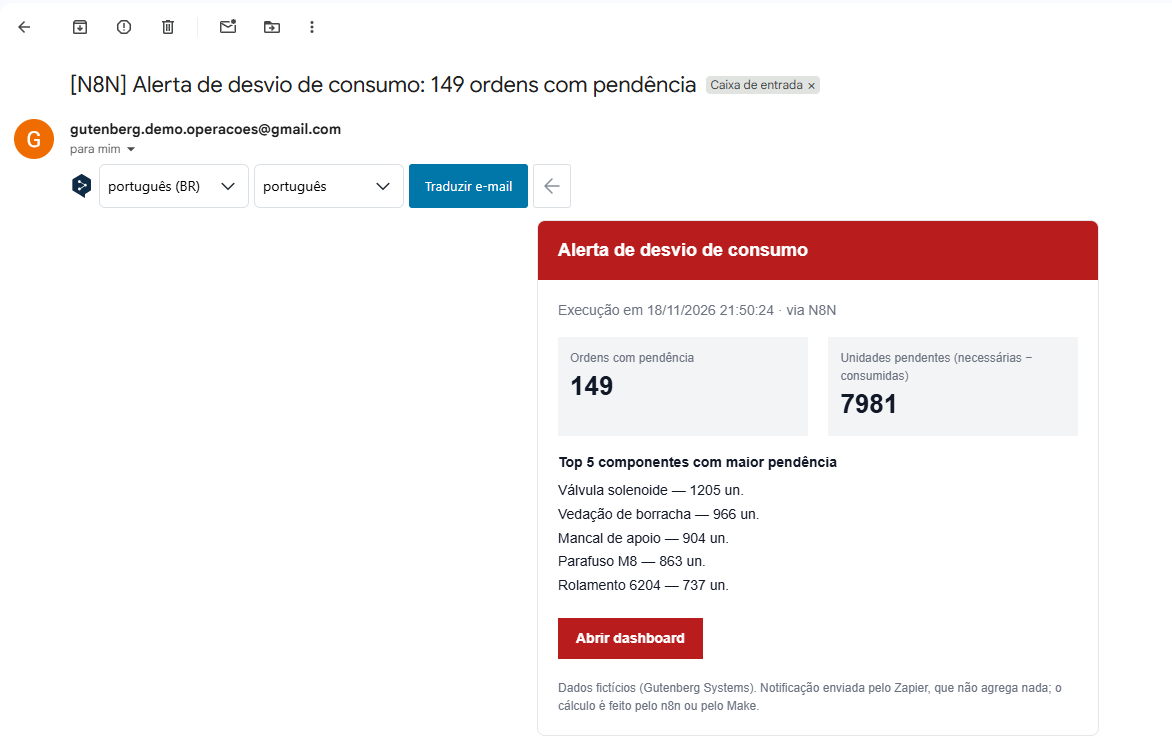 [N8N] Alerta de desvio de consumo: 149 ordens com pendência
Caixa de entrada ×
G
gutenberg.demo.operacoes@gmail.com
para mim
português (BR)
português
Traduzir e-mail
Alerta de desvio de consumo
Execução em 18/11/2026 21:50:24 · via N8N
Ordens com pendência
149
Unidades pendentes (necessárias −
consumidas)
7981
Top 5 componentes com maior pendência
Válvula solenoide — 1205 un.
Vedação de borracha — 966 un.
Mancal de apoio — 904 un.
Parafuso M8 — 863 un.
Rolamento 6204 — 737 un.
Abrir dashboard
Dados fictícios (Gutenberg Systems). Notificação enviada pelo Zapier, que não agrega nada; o
cálculo é feito pelo n8n ou pelo Make.